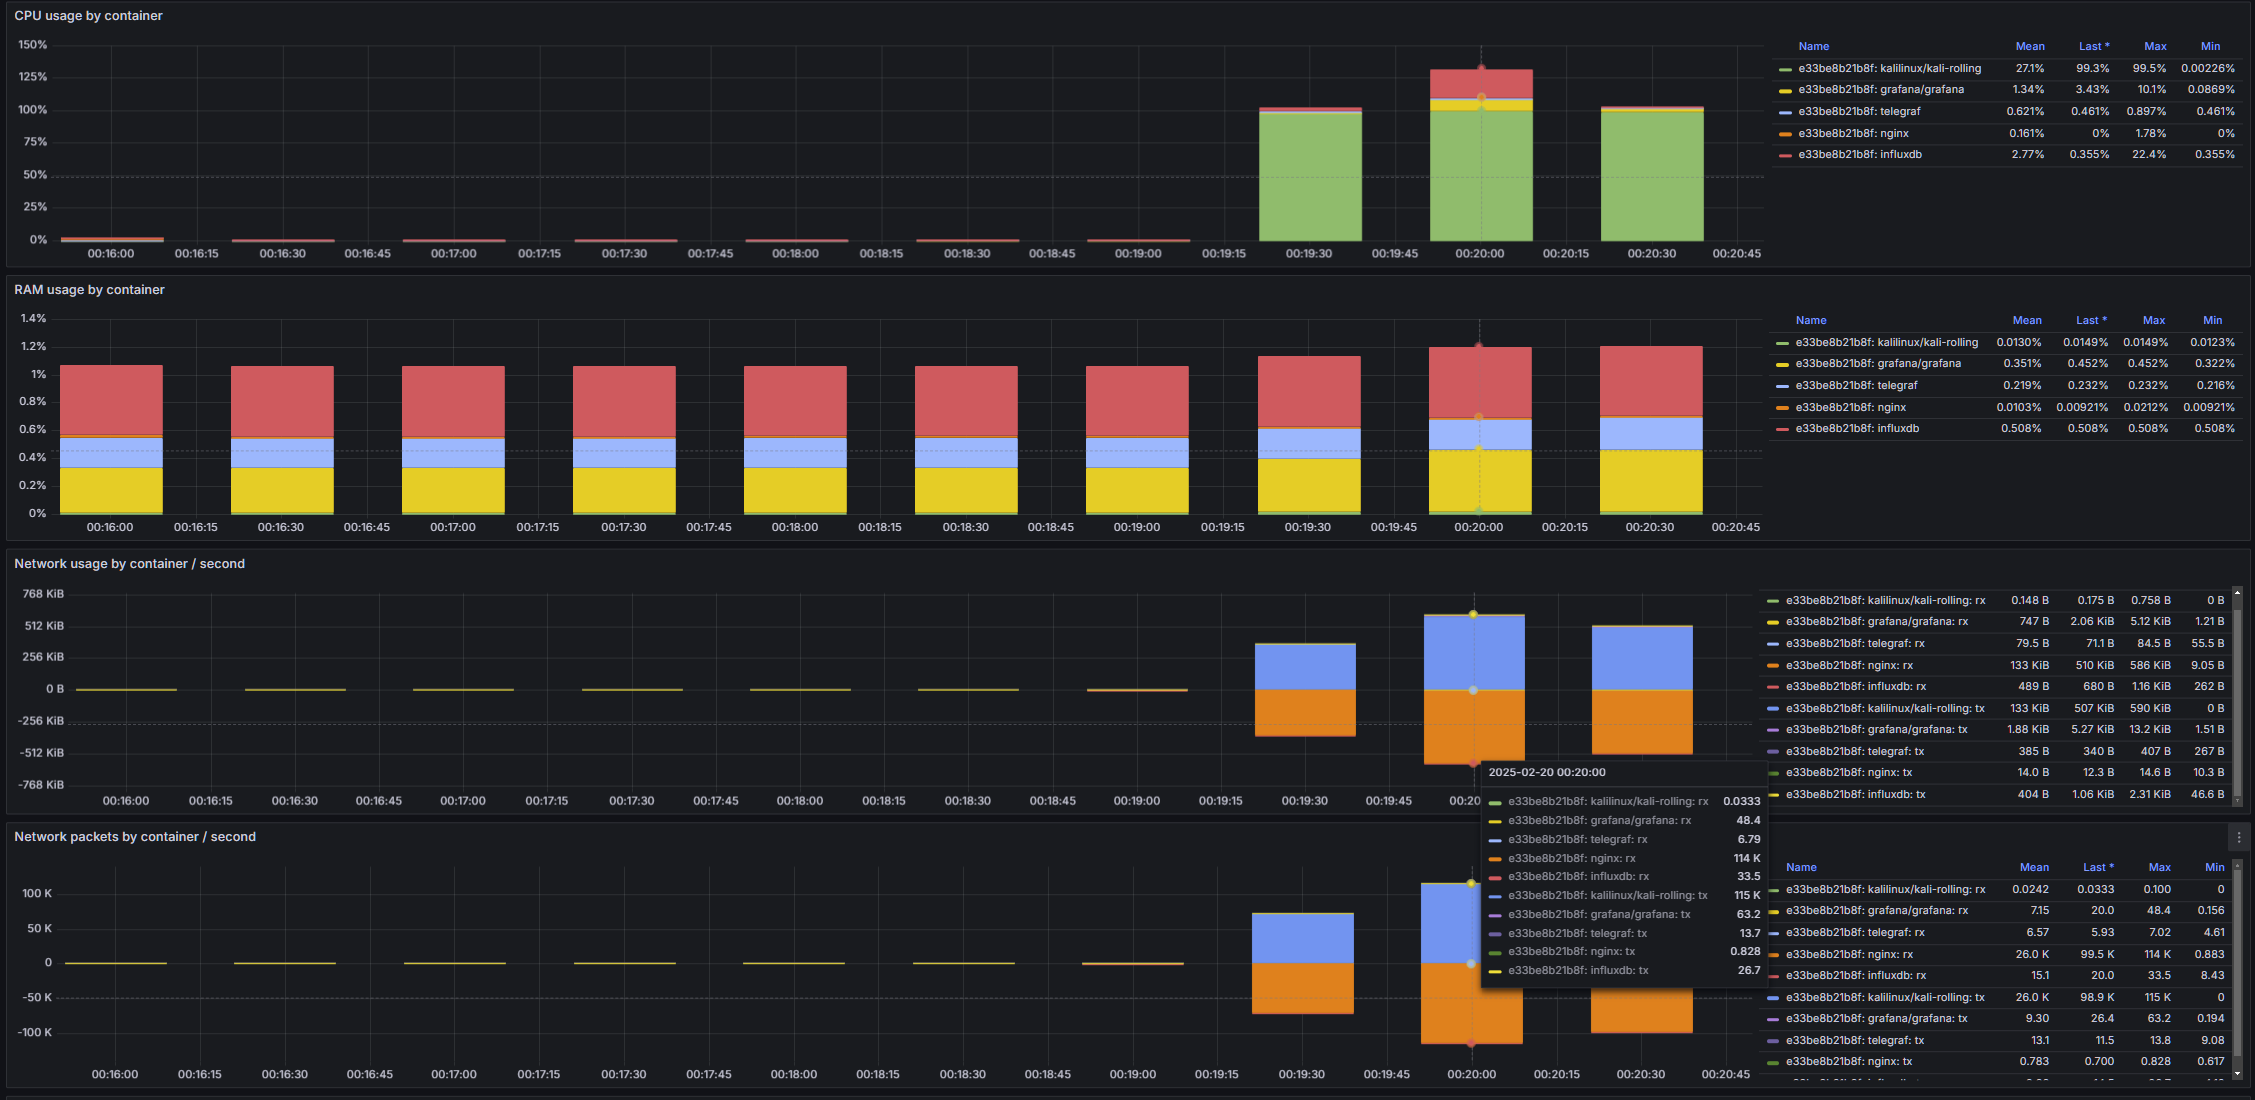 CPU usage by container
150%
125%
100%
75%
50%
25%
0%
00:16:00 00:16:15 00:16:30 00:16:45 00:17:00 00:17:15 00:17:30 00:17:45 00:18:00 00:18:15 00:18:30 00:18:45 00:19:00 00:19:15 00:19:30 00:19:45 00:20:00 00:20:15 00:20:30 00:20:45
Name Mean Last * Max Min
e33be8b21b8f: kalilinux/kali-rolling 27.1% 99.3% 99.5% 0.00226%
e33be8b21b8f: grafana/grafana 1.34% 3.43% 10.1% 0.0869%
e33be8b21b8f: telegraf 0.621% 0.461% 0.897% 0.461%
e33be8b21b8f: nginx 0.161% 0% 1.78% 0%
e33be8b21b8f: influxdb 2.77% 0.355% 22.4% 0.355%
RAM usage by container
1.4%
1.2%
1%
0.8%
0.6%
0.4%
0.2%
0%
00:16:00 00:16:15 00:16:30 00:16:45 00:17:00 00:17:15 00:17:30 00:17:45 00:18:00 00:18:15 00:18:30 00:18:45 00:19:00 00:19:15 00:19:30 00:19:45 00:20:00 00:20:15 00:20:30 00:20:45
Name Mean Last * Max Min
e33be8b21b8f: kalilinux/kali-rolling 0.0130% 0.0149% 0.0149% 0.0123%
e33be8b21b8f: grafana/grafana 0.351% 0.452% 0.452% 0.322%
e33be8b21b8f: telegraf 0.219% 0.232% 0.232% 0.216%
e33be8b21b8f: nginx 0.0103% 0.00921% 0.0212% 0.00921%
e33be8b21b8f: influxdb 0.508% 0.508% 0.508% 0.508%
Network usage by container / second
768 KiB
512 KiB
256 KiB
0 B
-256 KiB
-512 KiB
-768 KiB
00:16:00 00:16:15 00:16:30 00:16:45 00:17:00 00:17:15 00:17:30 00:17:45 00:18:00 00:18:15 00:18:30 00:18:45 00:19:00 00:19:15 00:19:30 00:19:45 00:20
e33be8b21b8f: kalilinux/kali-rolling: rx 0.148 B 0.175 B 0.758 B 0 B
e33be8b21b8f: grafana/grafana: rx 747 B 2.06 KiB 5.12 KiB 1.21 B
e33be8b21b8f: telegraf: rx 79.5 B 71.1 B 84.5 B 55.5 B
e33be8b21b8f: nginx: rx 133 KiB 510 KiB 586 KiB 9.05 B
e33be8b21b8f: influxdb: rx 489 B 680 B 1.16 KiB 262 B
e33be8b21b8f: kalilinux/kali-rolling: tx 133 KiB 507 KiB 590 KiB 0 B
e33be8b21b8f: grafana/grafana: tx 1.88 KiB 5.27 KiB 13.2 KiB 1.51 B
e33be8b21b8f: telegraf: tx 385 B 340 B 407 B 267 B
e33be8b21b8f: nginx: tx 14.0 B 12.3 B 14.6 B 10.3 B
e33be8b21b8f: influxdb: tx 404 B 1.06 KiB 2.31 KiB 46.6 B
2025-02-20 00:20:00
e33be8b21b8f: kalilinux/kali-rolling: rx 0.0333
e33be8b21b8f: grafana/grafana: rx 48.4
e33be8b21b8f: telegraf: rx 6.79
e33be8b21b8f: nginx: rx 114 K
e33be8b21b8f: influxdb: rx 33.5
e33be8b21b8f: kalilinux/kali-rolling: tx 115 K
e33be8b21b8f: grafana/grafana: tx 63.2
e33be8b21b8f: telegraf: tx 13.7
e33be8b21b8f: nginx: tx 0.828
e33be8b21b8f: influxdb: tx 26.7
Network packets by container / second
100 K
50 K
0
-50 K
-100 K
00:16:00 00:16:15 00:16:30 00:16:45 00:17:00 00:17:15 00:17:30 00:17:45 00:18:00 00:18:15 00:18:30 00:18:45 00:19:00 00:19:15 00:19:30 00:19:45 00:20:00 00:20:15 00:20:30 00:20:45
Name Mean Last * Max Min
e33be8b21b8f: kalilinux/kali-rolling: rx 0.0242 0.0333 0.100 0
e33be8b21b8f: grafana/grafana: rx 7.15 20.0 48.4 0.156
e33be8b21b8f: telegraf: rx 6.57 5.93 7.02 4.61
e33be8b21b8f: nginx: rx 26.0 K 99.5 K 114 K 0.883
e33be8b21b8f: influxdb: rx 15.1 20.0 33.5 8.43
e33be8b21b8f: kalilinux/kali-rolling: tx 26.0 K 98.9 K 115 K 0
e33be8b21b8f: grafana/grafana: tx 9.30 26.4 63.2 0.194
e33be8b21b8f: telegraf: tx 13.1 11.5 13.8 9.08
e33be8b21b8f: nginx: tx 0.783 0.700 0.828 0.617